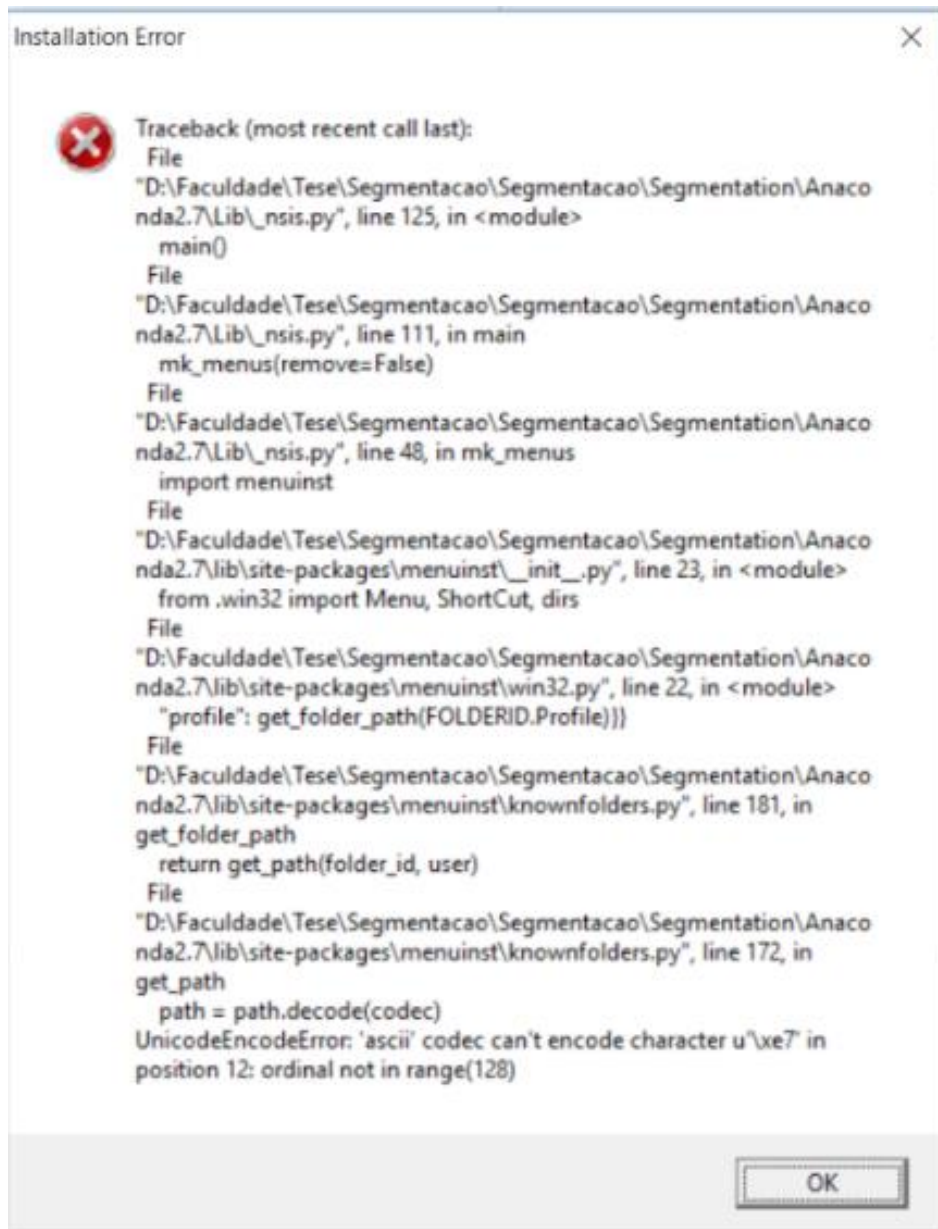 Installation Error
Traceback (most recent call last):
File
"D:\Faculdade\Tese\Segmentacao\Segmentacao\Segmentation\Anaco
nda2.7\Lib\_nsis.py", line 125, in <module>
main()
File
"D:\Faculdade\Tese\Segmentacao\Segmentacao\Segmentation\Anaco
nda2.7\Lib\_nsis.py", line 111, in main
mk_menus(remove=False)
File
"D:\Faculdade\Tese\Segmentacao\Segmentacao\Segmentation\Anaco
nda2.7\Lib\_nsis.py", line 48, in mk_menus
import menuinst
File
"D:\Faculdade\Tese\Segmentacao\Segmentacao\Segmentation\Anaco
nda2.7\lib\site-packages\menuinst\__init__.py", line 23, in <module>
from .win32 import Menu, ShortCut, dirs
File
"D:\Faculdade\Tese\Segmentacao\Segmentacao\Segmentation\Anaco
nda2.7\lib\site-packages\menuinst\win32.py", line 22, in <module>
"profile": get_folder_path(FOLDERID.Profile)}}
File
"D:\Faculdade\Tese\Segmentacao\Segmentacao\Segmentation\Anaco
nda2.7\lib\site-packages\menuinst\knownfolders.py", line 181, in
get_folder_path
return get_path(folder_id, user)
File
"D:\Faculdade\Tese\Segmentacao\Segmentacao\Segmentation\Anaco
nda2.7\lib\site-packages\menuinst\knownfolders.py", line 172, in
get_path
path = path.decode(codec)
UnicodeEncodeError: 'ascii' codec can't encode character u'\xe7' in
position 12: ordinal not in range(128)
OK